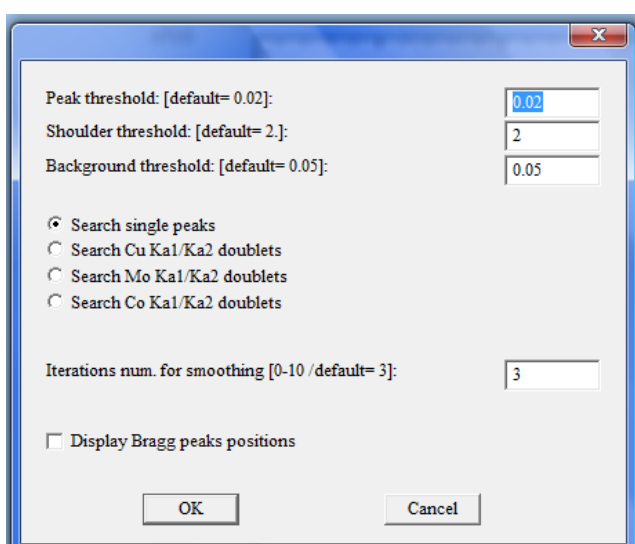 Peak threshold: [default= 0.02]: 0.02
Shoulder threshold: [default= 2.]: 2
Background threshold: [default= 0.05]: 0.05
Search single peaks
Search Cu Ka1/Ka2 doublets
Search Mo Ka1/Ka2 doublets
Search Co Ka1/Ka2 doublets
Iterations num. for smoothing [0-10 /default= 3]: 3
Display Bragg peaks positions
OK Cancel